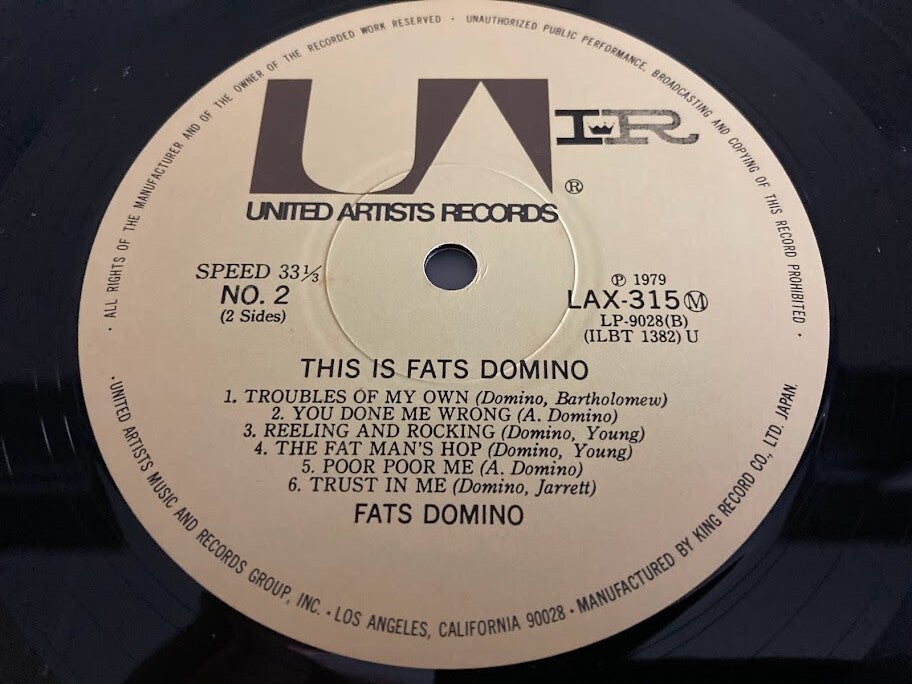 ALL RIGHTS OF THE MANUFACTURER AND OF THE OWNER OF THE RECORDED WORK RESERVED · UNAUTHORIZED PUBLIC PERFORMANCE, BROADCASTING AND COPYING OF THIS RECORD PROHIBITED ·
UA IR
®
UNITED ARTISTS RECORDS
SPEED 33 1/3
NO. 2
(2 Sides)
℗ 1979
LAX-315 Ⓜ
LP-9028(B)
(ILBT 1382) U
THIS IS FATS DOMINO
1. TROUBLES OF MY OWN (Domino, Bartholomew)
2. YOU DONE ME WRONG (A. Domino)
3. REELING AND ROCKING (Domino, Young)
4. THE FAT MAN'S HOP (Domino, Young)
5. POOR POOR ME (A. Domino)
6. TRUST IN ME (Domino, Jarrett)
FATS DOMINO
· UNITED ARTISTS MUSIC AND RECORDS GROUP, INC. · LOS ANGELES, CALIFORNIA 90028 · MANUFACTURED BY KING RECORD CO., LTD. JAPAN.